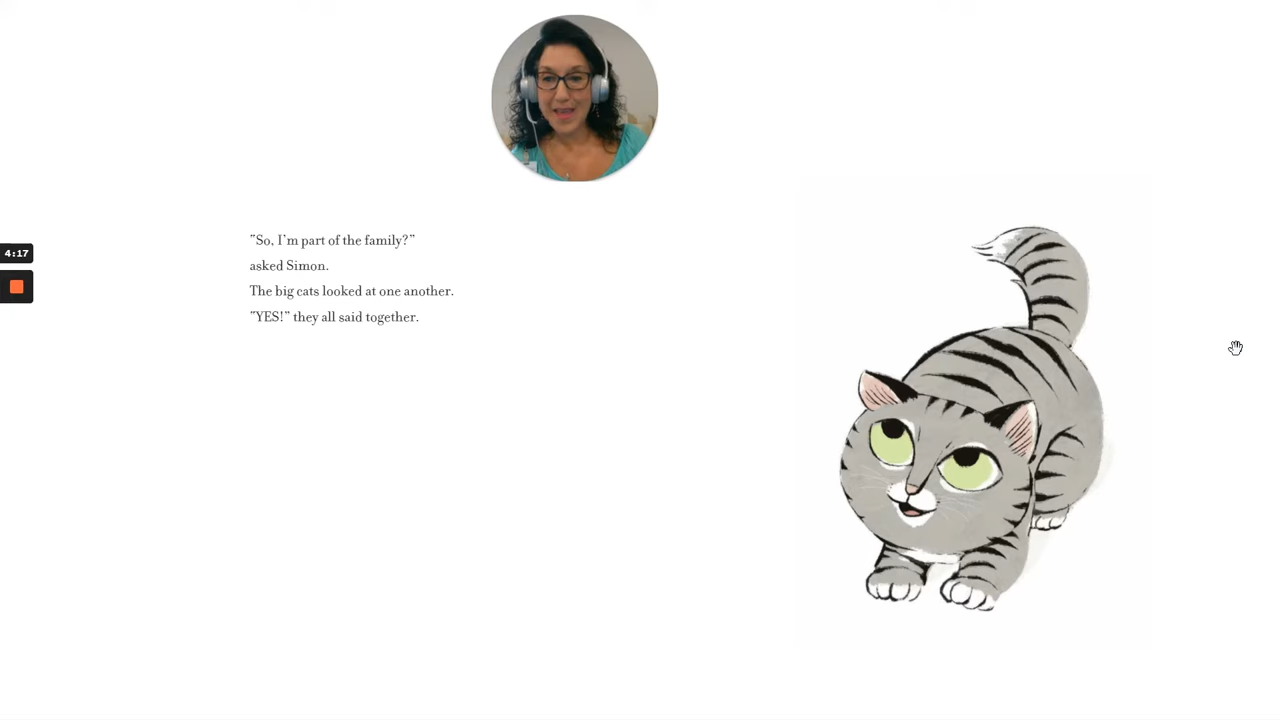 4:17
"So, I'm part of the family?"
asked Simon.
The big cats looked at one another.
"YES!" they all said together.